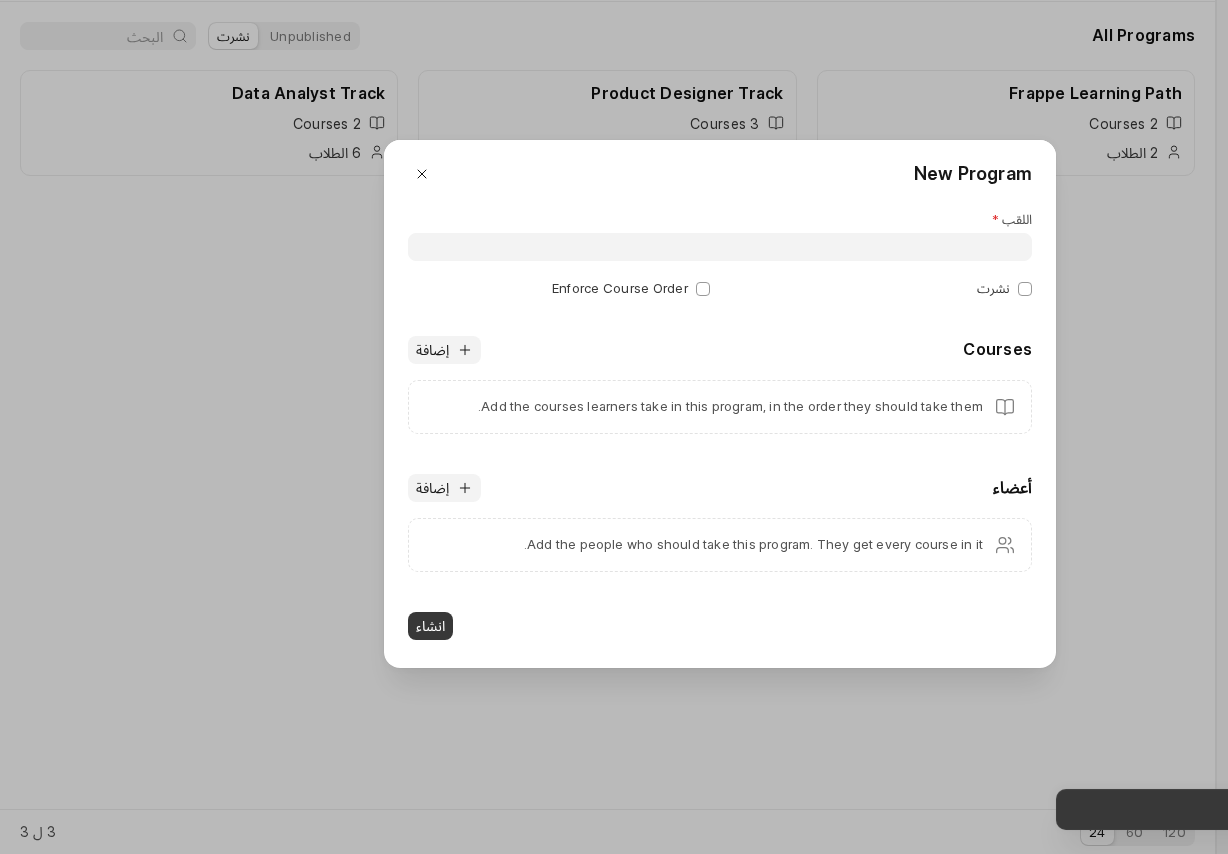 All Programs
Unpublished
نشرت
البحث
Frappe Learning Path
2 Courses
2 الطلاب
Product Designer Track
3 Courses
Data Analyst Track
2 Courses
6 الطلاب
New Program
اللقب *
نشرت
Enforce Course Order
Courses
إضافة
Add the courses learners take in this program, in the order they should take them.
أعضاء
إضافة
Add the people who should take this program. They get every course in it.
انشاء
24
60
120
3 ل 3